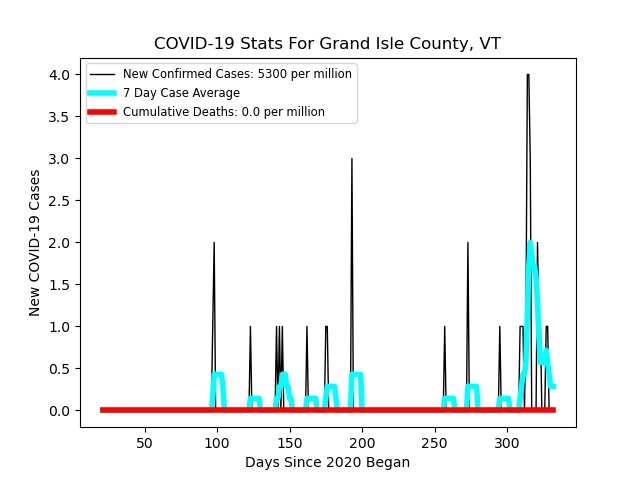 COVID-19 Stats For Grand Isle County, VT
New Confirmed Cases: 5300 per million
7 Day Case Average
Cumulative Deaths: 0.0 per million
New COVID-19 Cases
4.0
3.5
3.0
2.5
2.0
1.5
1.0
0.5
0.0
50 100 150 200 250 300
Days Since 2020 Began